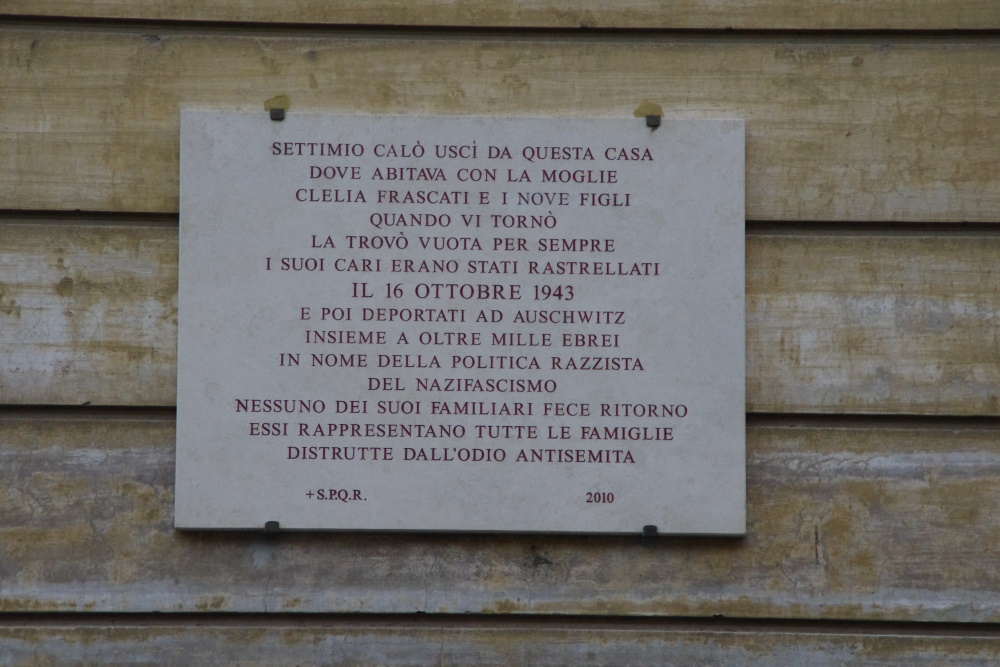 SETTIMIO CALÒ USCÌ DA QUESTA CASA
DOVE ABITAVA CON LA MOGLIE
CLELIA FRASCATI E I NOVE FIGLI
QUANDO VI TORNÒ
LA TROVÒ VUOTA PER SEMPRE
I SUOI CARI ERANO STATI RASTRELLATI
IL 16 OTTOBRE 1943
E POI DEPORTATI AD AUSCHWITZ
INSIEME A OLTRE MILLE EBREI
IN NOME DELLA POLITICA RAZZISTA
DEL NAZIFASCISMO
NESSUNO DEI SUOI FAMILIARI FECE RITORNO
ESSI RAPPRESENTANO TUTTE LE FAMIGLIE
DISTRUTTE DALL'ODIO ANTISEMITA
+S.P.Q.R. 2010